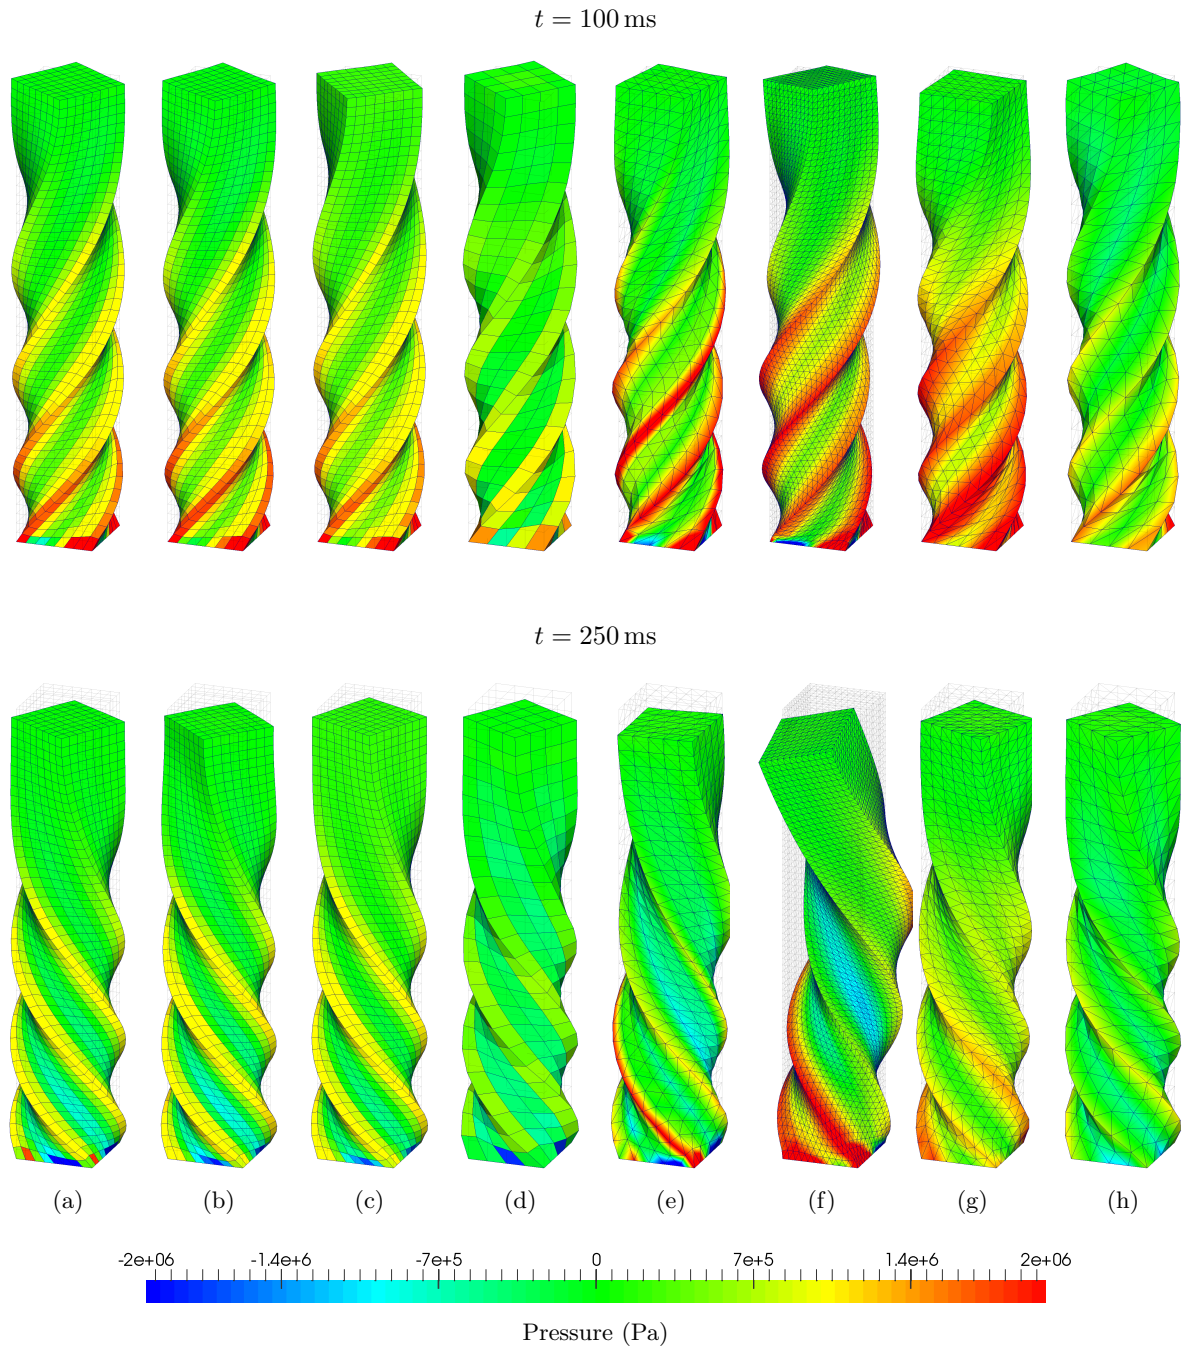 t = 100 ms
t = 250 ms
(a) (b) (c) (d) (e) (f) (g) (h)
-2e+06 -1.4e+6 -7e+5 0 7e+5 1.4e+6 2e+06
Pressure (Pa)